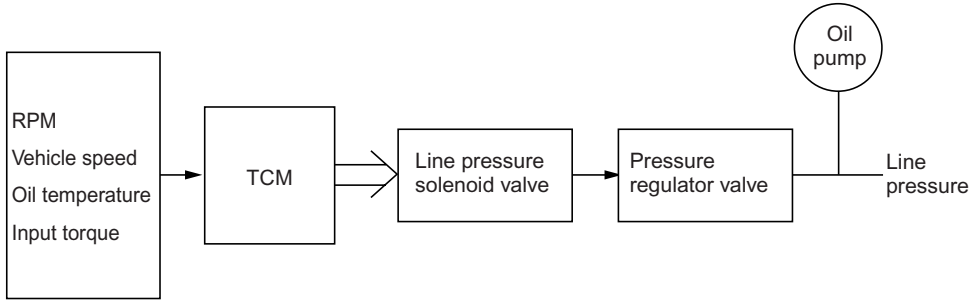 RPM
Vehicle speed
Oil temperature
Input torque
TCM
Line pressure
solenoid valve
Pressure
regulator valve
Oil
pump
Line
pressure